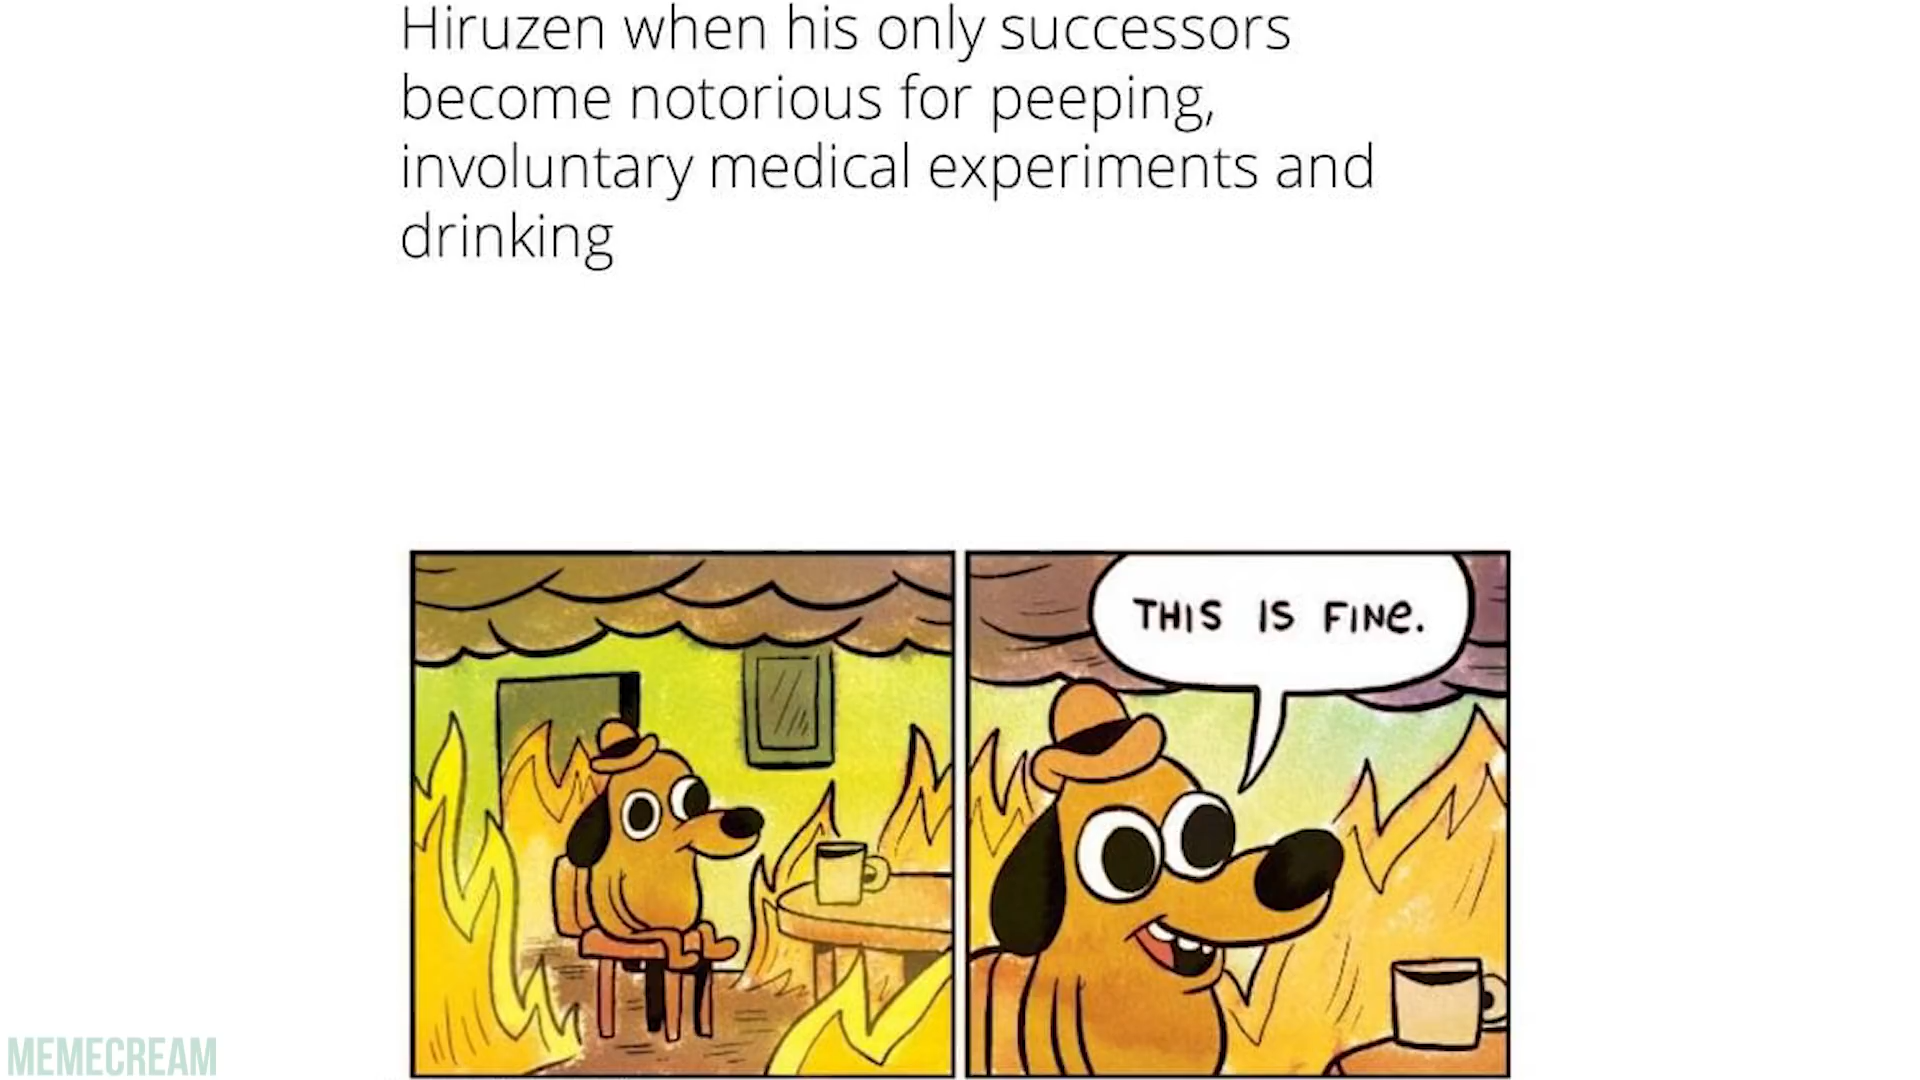 Hiruzen when his only successors
become notorious for peeping,
involuntary medical experiments and
drinking
THIS IS FINe.
MEMECREAM